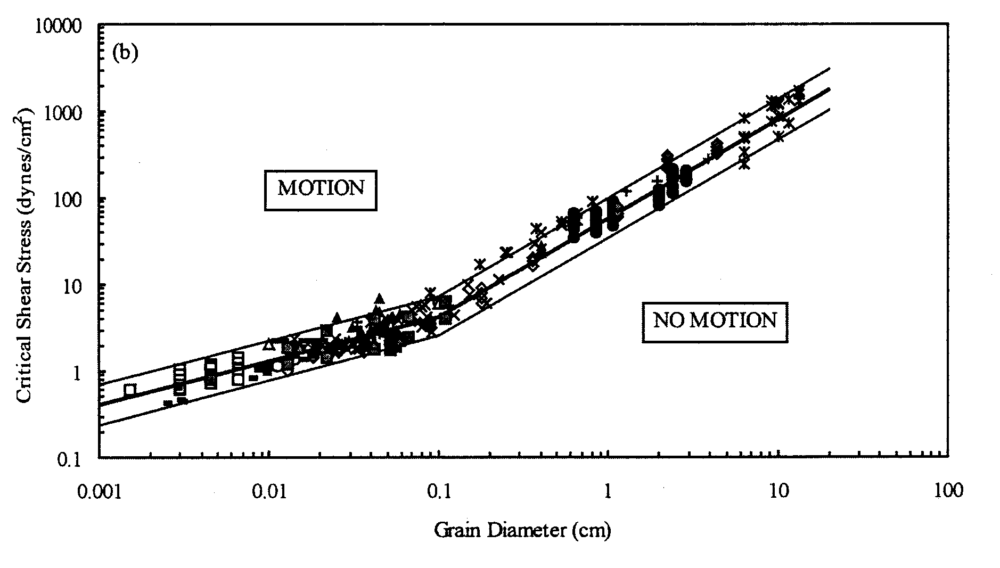 (b)
10000
1000
100
10
1
0.1
Critical Shear Stress (dynes/cm²)
MOTION
NO MOTION
0.001 0.01 0.1 1 10 100
Grain Diameter (cm)